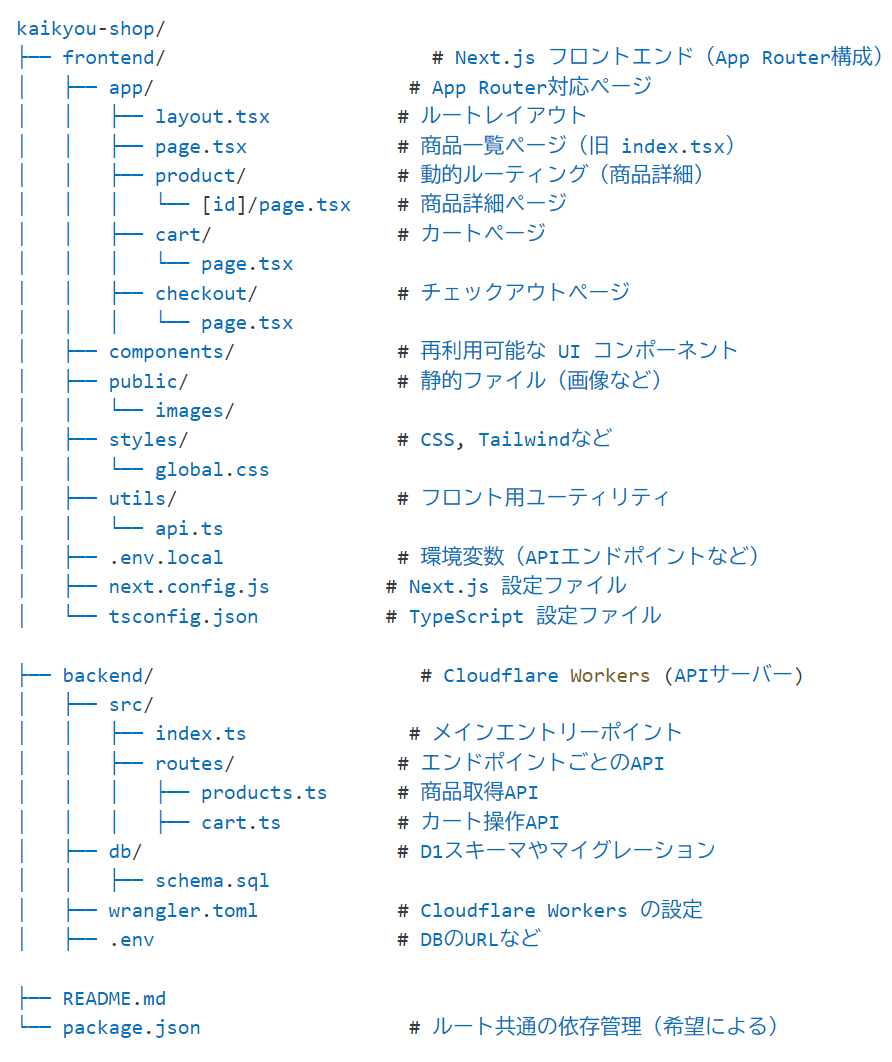 kaikyou-shop/
├── frontend/                       # Next.js フロントエンド（App Router構成）
│   ├── app/                      # App Router対応ページ
│   │   ├── layout.tsx           # ルートレイアウト
│   │   ├── page.tsx             # 商品一覧ページ（旧 index.tsx）
│   │   ├── product/             # 動的ルーティング（商品詳細）
│   │   │   └── [id]/page.tsx    # 商品詳細ページ
│   │   ├── cart/                # カートページ
│   │   │   └── page.tsx
│   │   ├── checkout/            # チェックアウトページ
│   │   │   └── page.tsx
│   ├── components/              # 再利用可能な UI コンポーネント
│   ├── public/                  # 静的ファイル（画像など）
│   │   └── images/
│   ├── styles/                  # CSS, Tailwindなど
│   │   └── global.css
│   ├── utils/                   # フロント用ユーティリティ
│   │   └── api.ts
│   ├── .env.local               # 環境変数（APIエンドポイントなど）
│   ├── next.config.js          # Next.js 設定ファイル
│   └── tsconfig.json           # TypeScript 設定ファイル
├── backend/                       # Cloudflare Workers (APIサーバー)
│   ├── src/
│   │   ├── index.ts              # メインエントリーポイント
│   │   ├── routes/              # エンドポイントごとのAPI
│   │   │   ├── products.ts      # 商品取得API
│   │   │   ├── cart.ts          # カート操作API
│   ├── db/                      # D1スキーマやマイグレーション
│   │   ├── schema.sql
│   ├── wrangler.toml            # Cloudflare Workers の設定
│   ├── .env                     # DBのURLなど
├── README.md
└── package.json                  # ルート共通の依存管理（希望による）